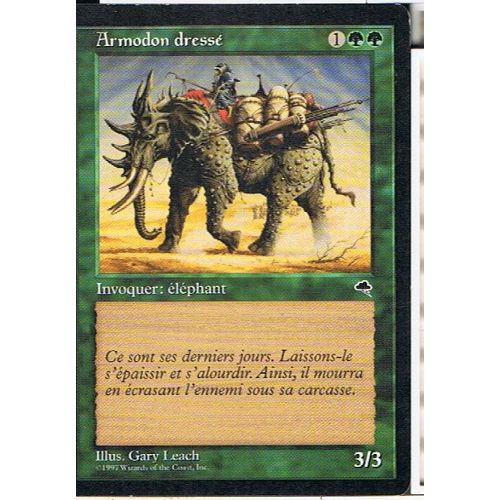 Armodon dressé 1
Invoquer: éléphant
Ce sont ses derniers jours. Laissons-le
s'épaissir et s'alourdir. Ainsi, il mourra
en écrasant l'ennemi sous sa carcasse.
Illus. Gary Leach
©1997 Wizards of the Coast, Inc.
3/3